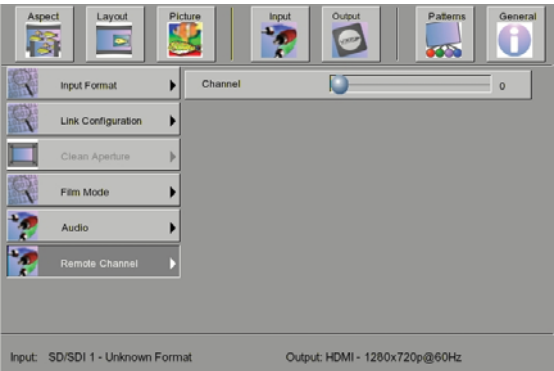 Aspect Layout Picture Input Output Patterns General
Input Format Channel 0
Link Configuration
Clean Aperture
Film Mode
Audio
Remote Channel
Input: SD/SDI 1 - Unknown Format Output: HDMI - 1280x720p@60Hz